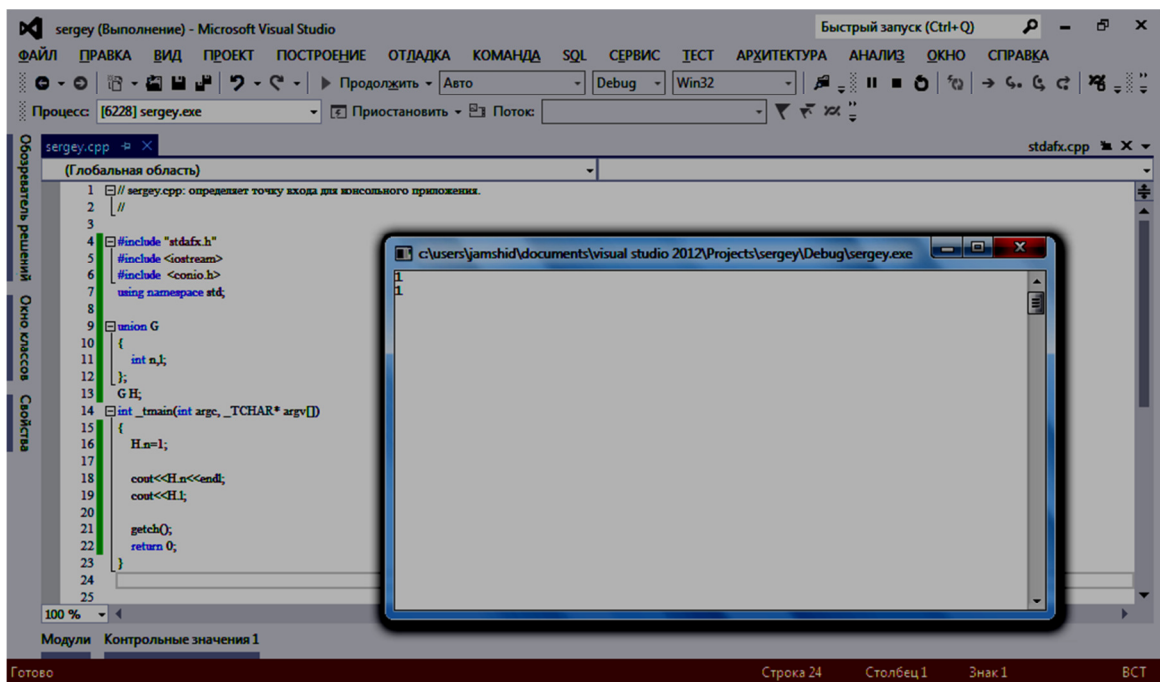 sergey (Выполнение) - Microsoft Visual Studio
Быстрый запуск (Ctrl+Q)
ФАЙЛ ПРАВКА ВИД ПРОЕКТ ПОСТРОЕНИЕ ОТЛАДКА КОМАНДА SQL СЕРВИС ТЕСТ АРХИТЕКТУРА АНАЛИЗ ОКНО СПРАВКА
Продолжить Авто Debug Win32
Процесс: [6228] sergey.exe Приостановить Поток:
Обозреватель решений
Окно классов
Свойства
sergey.cpp stdafx.cpp
(Глобальная область)
1 // sergey.cpp: определяет точку входа для консольного приложения.
2 //
3
4 #include "stdafx.h"
5 #include <iostream>
6 #include <conio.h>
7 using namespace std;
8
9 union G
10 {
11 int n,l;
12 };
13 G H;
14 int _tmain(int argc, _TCHAR* argv[])
15 {
16 H.n=1;
17
18 cout<<H.n<<endl;
19 cout<<H.l;
20
21 getch();
22 return 0;
23 }
24
25
c:\users\jamshid\documents\visual studio 2012\Projects\sergey\Debug\sergey.exe
1
1
100 %
Модули Контрольные значения 1
Готово Строка 24 Столбец 1 Знак 1 ВСТ